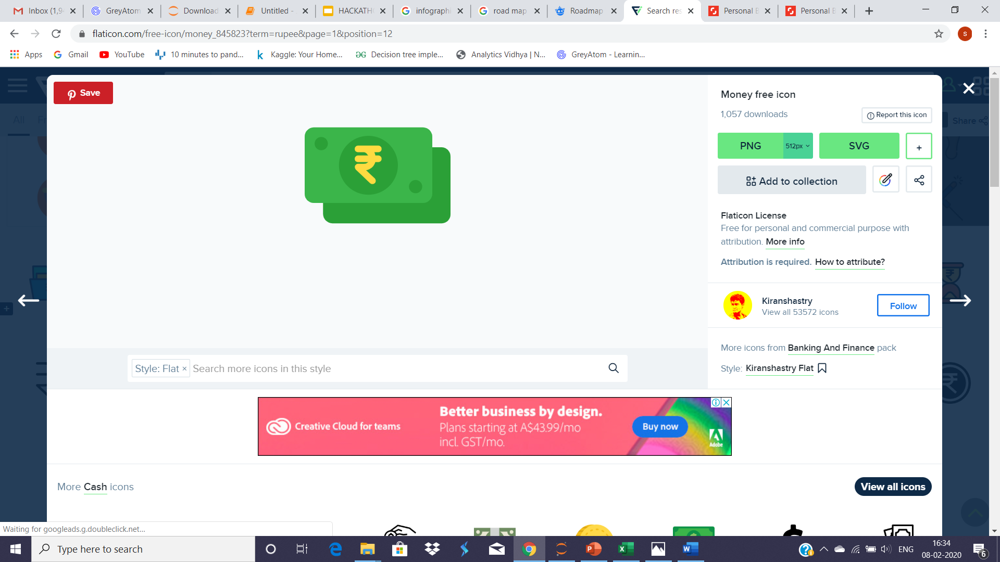 Inbox (1,9
GreyAtom
Download
Untitled -
HACKATH
infographi
road map
Roadmap
Search res
Personal B
Personal B
flaticon.com/free-icon/money_845823?term=rupee&page=1&position=12
S
Apps
Gmail
YouTube
10 minutes to pand...
Kaggle: Your Home...
Decision tree imple...
Analytics Vidhya | N...
GreyAtom - Learnin...
All
Share
Save
₹
Money free icon
1,057 downloads
Report this icon
PNG
512px
SVG
+
Add to collection
Flaticon License
Free for personal and commercial purpose with
attribution. More info
Attribution is required. How to attribute?
Kiranshastry
View all 53572 icons
Follow
More icons from Banking And Finance pack
Style: Kiranshastry Flat
Style: Flat ×
Search more icons in this style
Creative Cloud for teams
Better business by design.
Plans starting at A$43.99/mo
incl. GST/mo.
Buy now
Adobe
More Cash icons
View all icons
Waiting for googleads.g.doubleclick.net...
Type here to search
ENG
16:34
08-02-2020
6